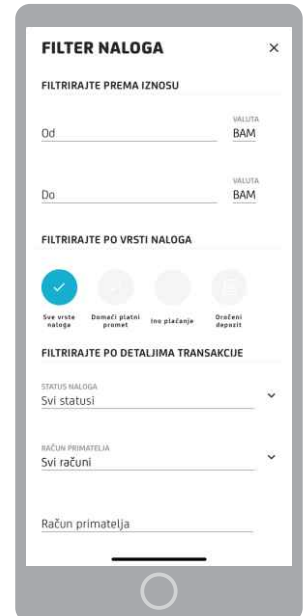 FILTER NALOGA
FILTRIRAJTE PREMA IZNOSU
VALUTA
Od BAM
VALUTA
Do BAM
FILTRIRAJTE PO VRSTI NALOGA
Sve vrste naloga
Domaći platni promet
Ino plaćanje
Oročeni depozit
FILTRIRAJTE PO DETALJIMA TRANSAKCIJE
STATUS NALOGA
Svi statusi
RAČUN PRIMATELJA
Svi računi
Račun primatelja